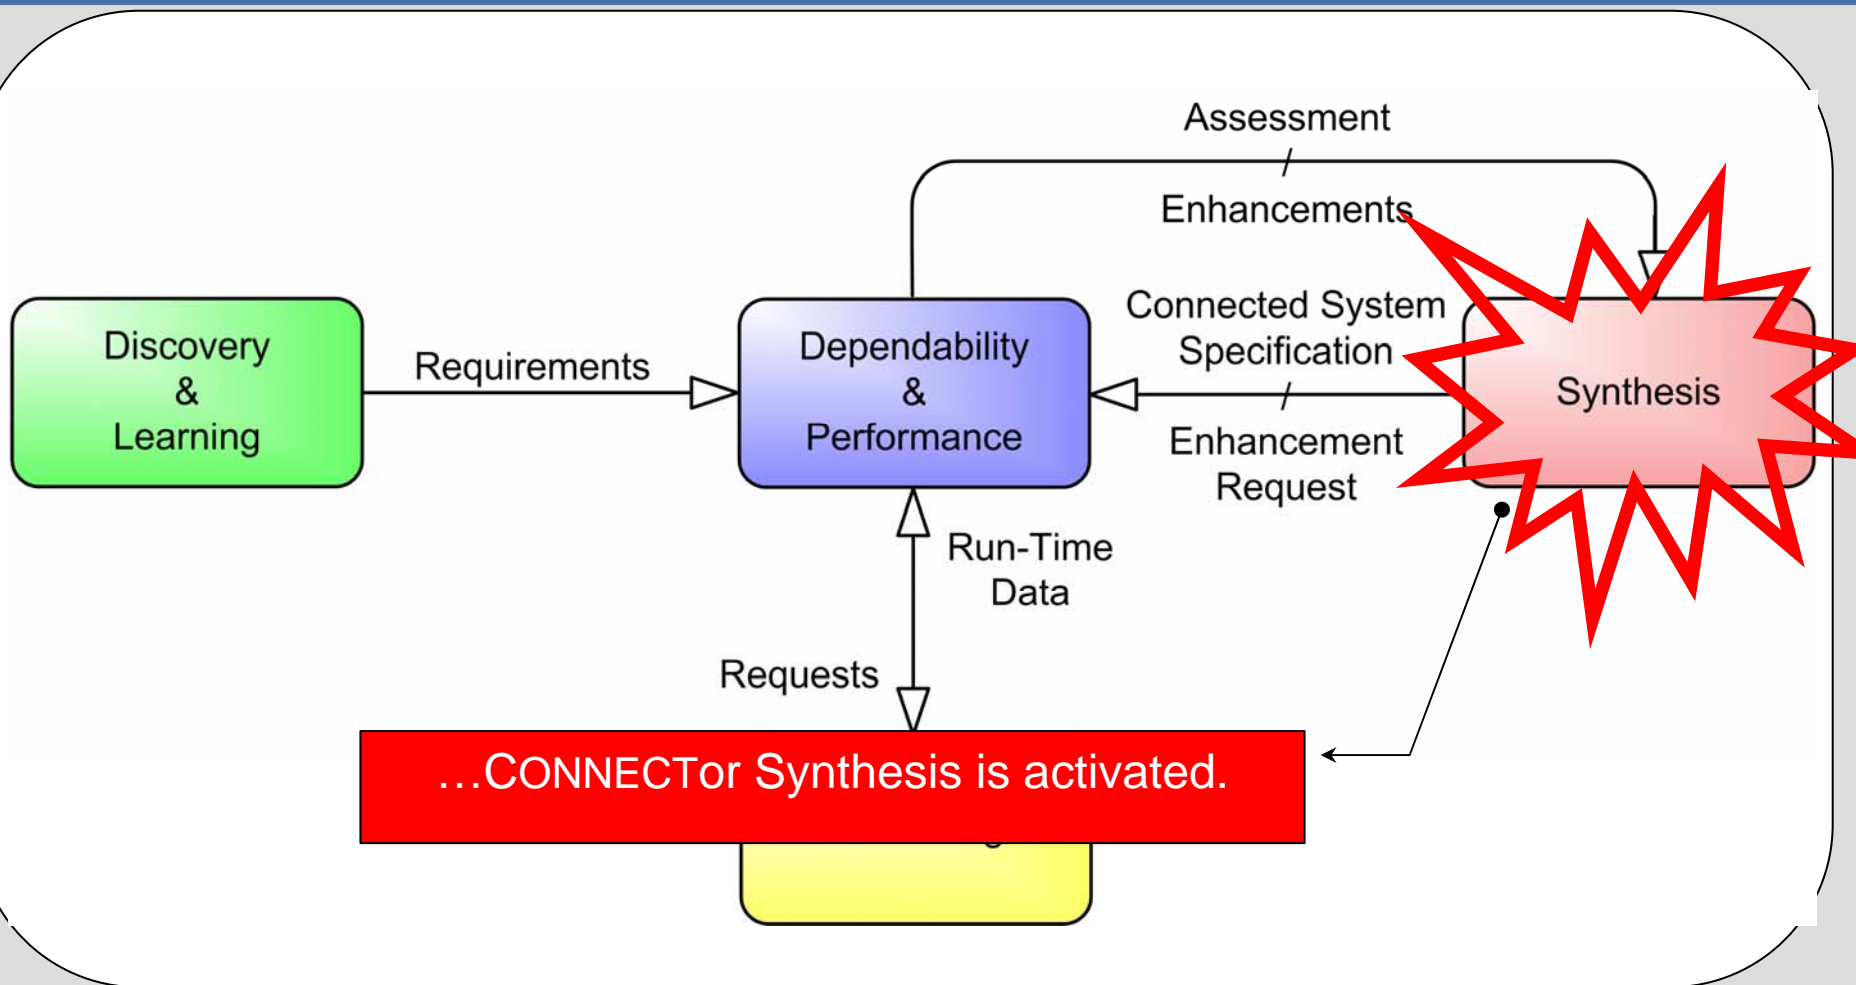 Assessment
Enhancements
Discovery
&
Learning
Requirements
Dependability
&
Performance
Connected System
Specification
Enhancement
Request
Synthesis
Run-Time
Data
Requests
...CONNECTor Synthesis is activated.